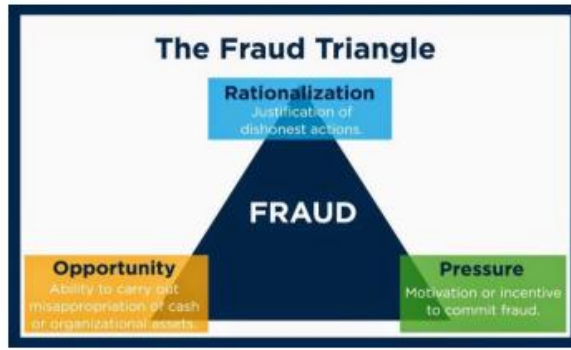 The Fraud Triangle
Rationalization
Justification of
dishonest actions.
FRAUD
Opportunity
Ability to carry out
misappropriation of cash
or organizational assets.
Pressure
Motivation or incentive
to commit fraud.